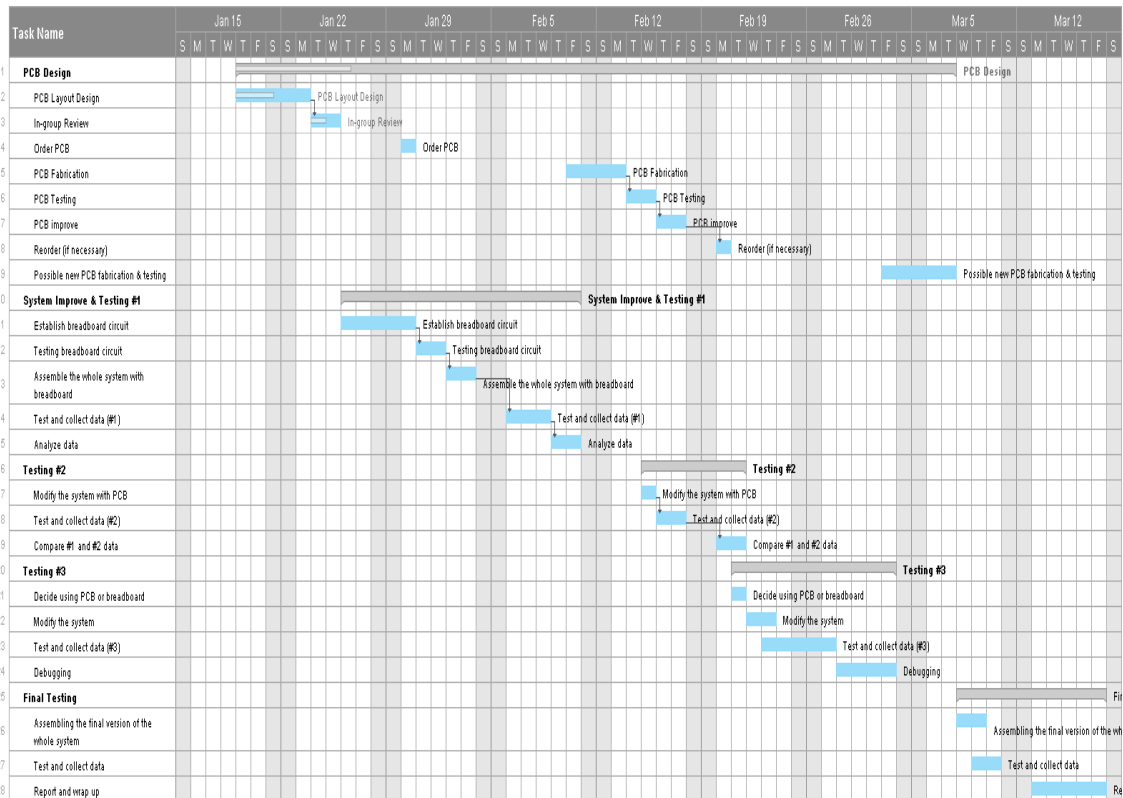 Task Name
Jan 15 Jan 22 Jan 29 Feb 5 Feb 12 Feb 19 Feb 26 Mar 5 Mar 12
S M T W T F S S M T W T F S S M T W T F S S M T W T F S S M T W T F S S M T W T F S S M T W T F S S M T W T F S S M T W T F S
1 PCB Design PCB Design
2 PCB Layout Design PCB Layout Design
3 In-group Review In-group Review
4 Order PCB Order PCB
5 PCB Fabrication PCB Fabrication
6 PCB Testing PCB Testing
7 PCB improve PCB improve
8 Reorder (if necessary) Reorder (if necessary)
9 Possible new PCB fabrication & testing Possible new PCB fabrication & testing
0 System Improve & Testing #1 System Improve & Testing #1
1 Establish breadboard circuit Establish breadboard circuit
2 Testing breadboard circuit Testing breadboard circuit
3 Assemble the whole system with
breadboard
Assemble the whole system with breadboard
4 Test and collect data (#1) Test and collect data (#1)
5 Analyze data Analyze data
6 Testing #2 Testing #2
7 Modify the system with PCB Modify the system with PCB
8 Test and collect data (#2) Test and collect data (#2)
9 Compare #1 and #2 data Compare #1 and #2 data
0 Testing #3 Testing #3
1 Decide using PCB or breadboard Decide using PCB or breadboard
2 Modify the system Modify the system
3 Test and collect data (#3) Test and collect data (#3)
4 Debugging Debugging
5 Final Testing Fin
6 Assembling the final version of the
whole system
Assembling the final version of the wh
7 Test and collect data Test and collect data
8 Report and wrap up Re